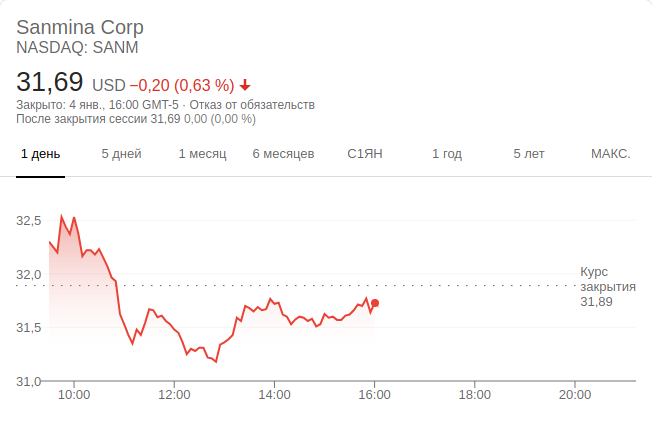 Sanmina Corp
NASDAQ: SANM
31,69 USD −0,20 (0,63 %)
Закрыто: 4 янв., 16:00 GMT-5 · Отказ от обязательств
После закрытия сессии 31,69 0,00 (0,00 %)
1 день 5 дней 1 месяц 6 месяцев С1ЯН 1 год 5 лет МАКС.
32,5
32,0
31,5
31,0
Курс
закрытия
31,89
10:00 12:00 14:00 16:00 18:00 20:00